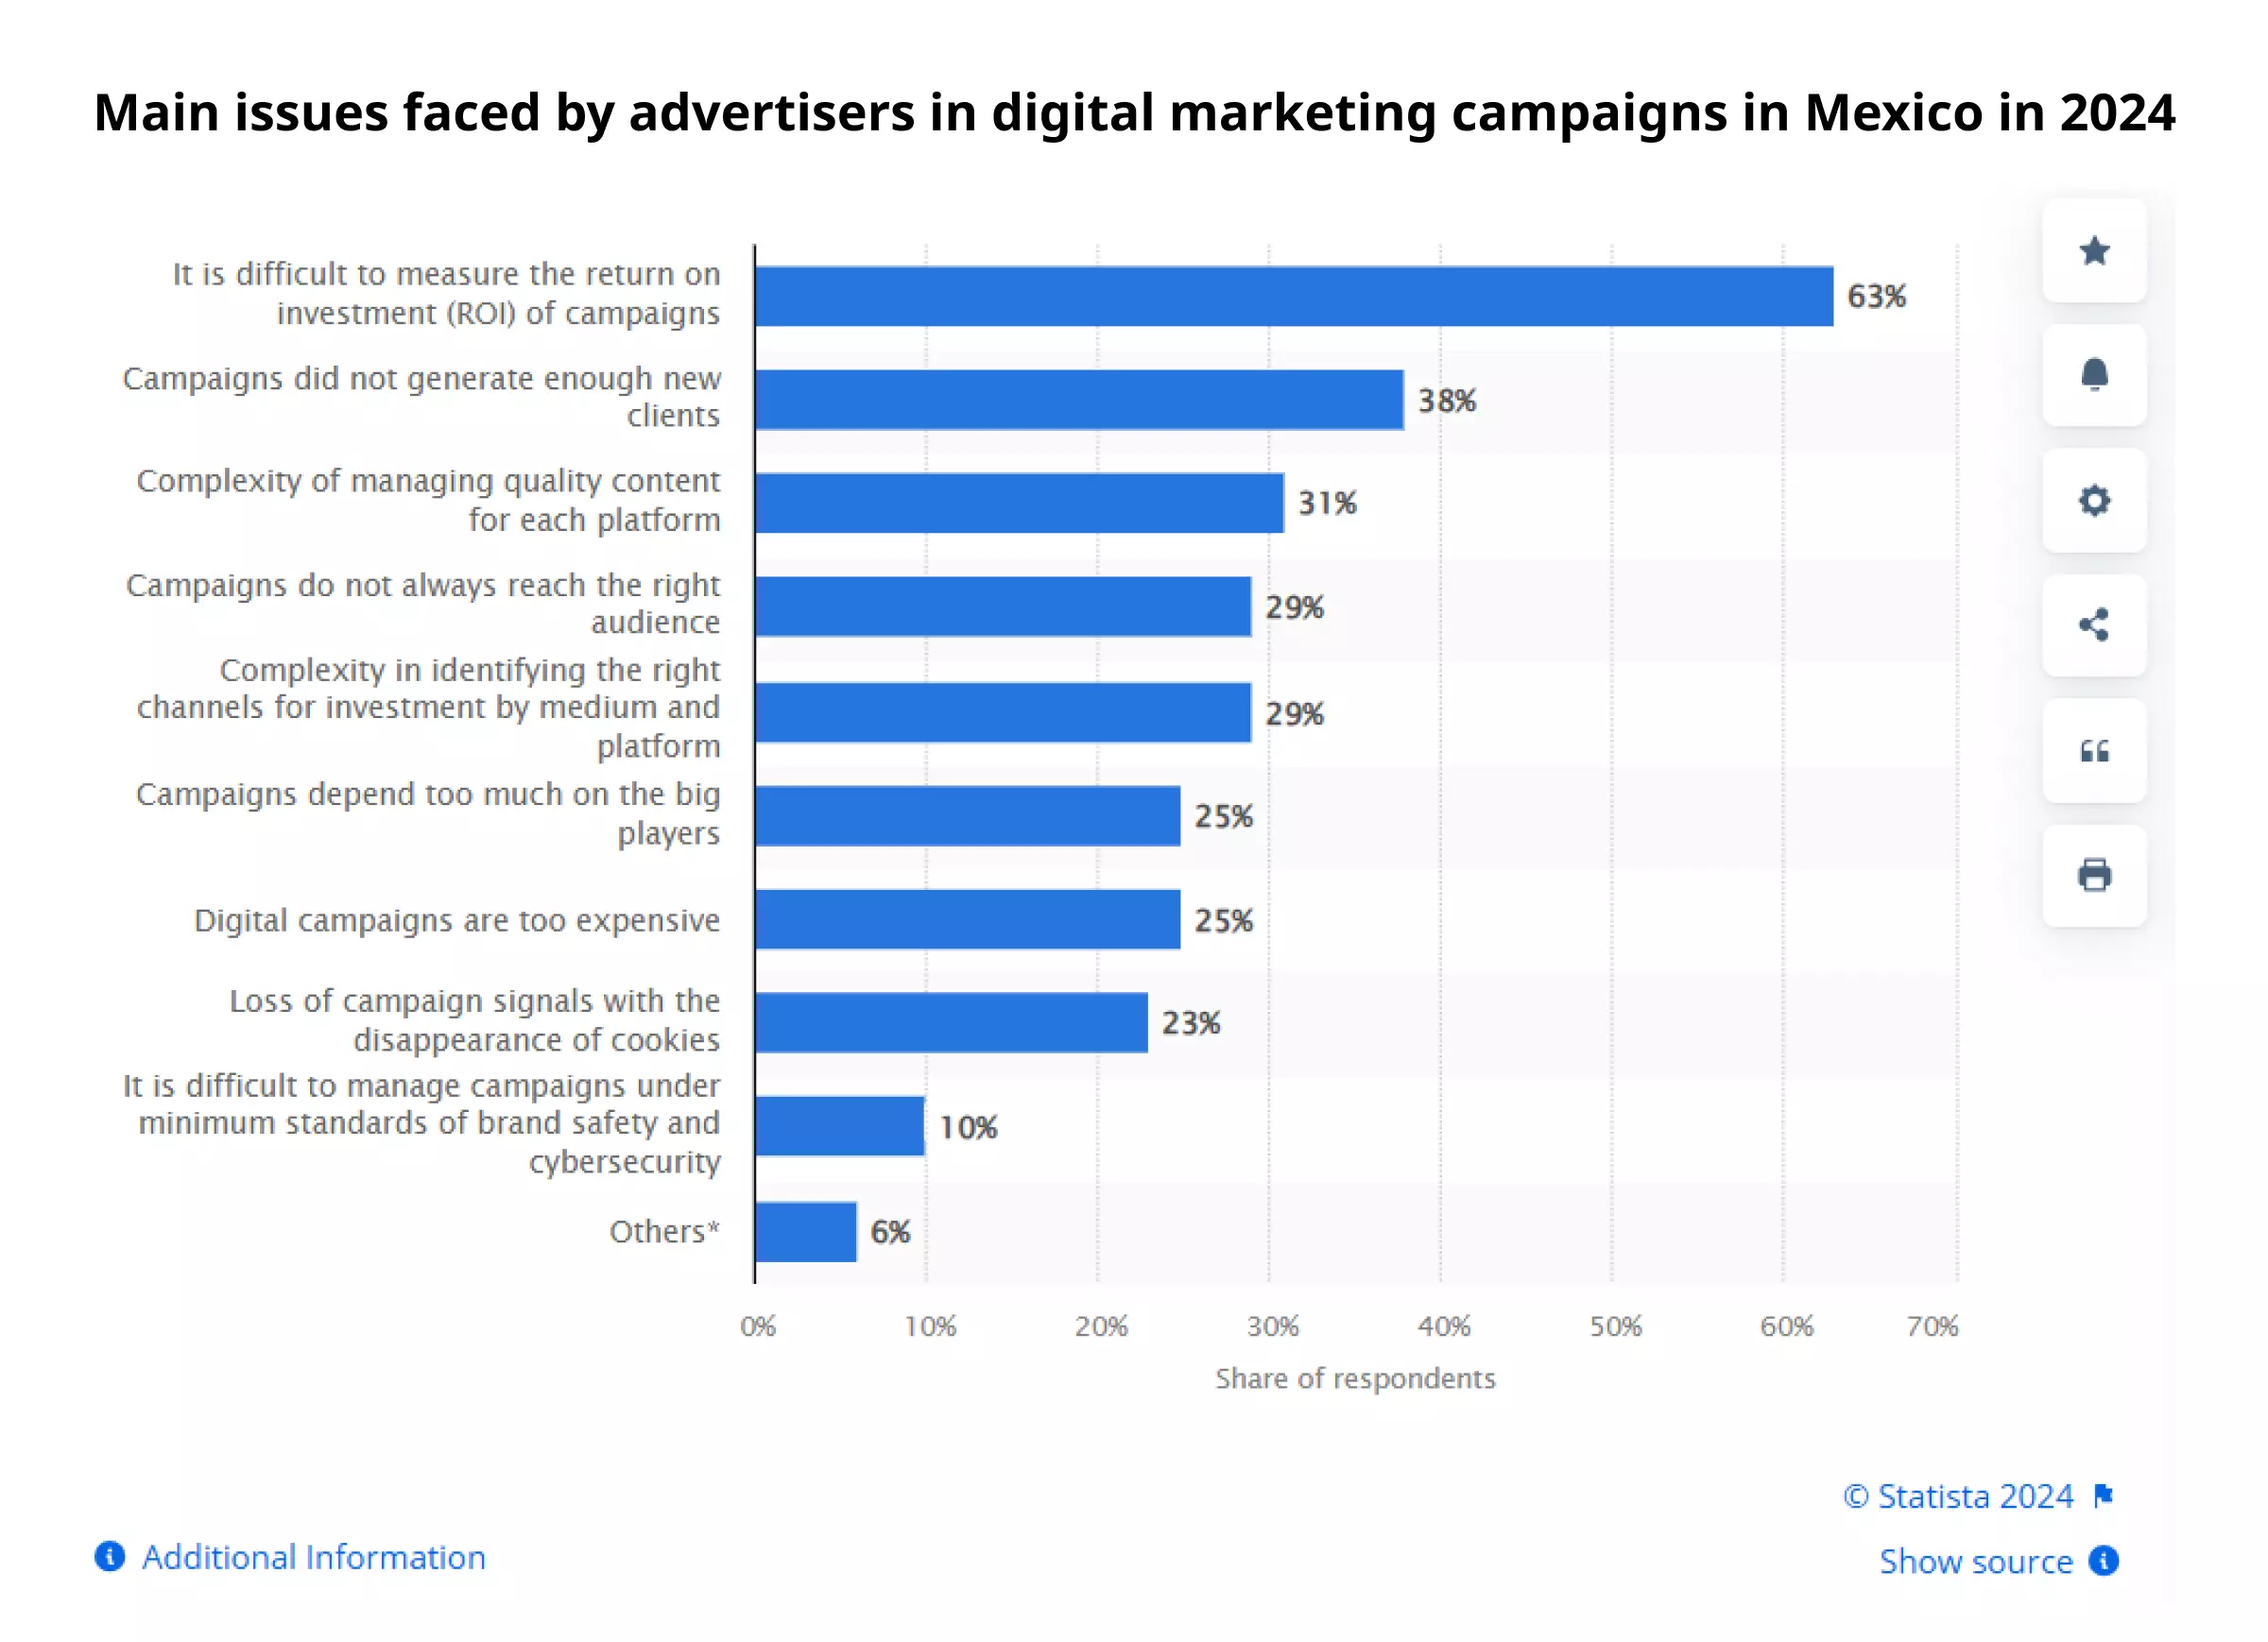 Main issues faced by advertisers in digital marketing campaigns in Mexico in 2024
It is difficult to measure the return on
investment (ROI) of campaigns
63%
Campaigns did not generate enough new
clients
38%
Complexity of managing quality content
for each platform
31%
Campaigns do not always reach the right
audience
29%
Complexity in identifying the right
channels for investment by medium and
platform
29%
Campaigns depend too much on the big
players
25%
Digital campaigns are too expensive
25%
Loss of campaign signals with the
disappearance of cookies
23%
It is difficult to manage campaigns under
minimum standards of brand safety and
cybersecurity
10%
Others*
6%
0% 10% 20% 30% 40% 50% 60% 70%
Share of respondents
© Statista 2024
Additional Information
Show source